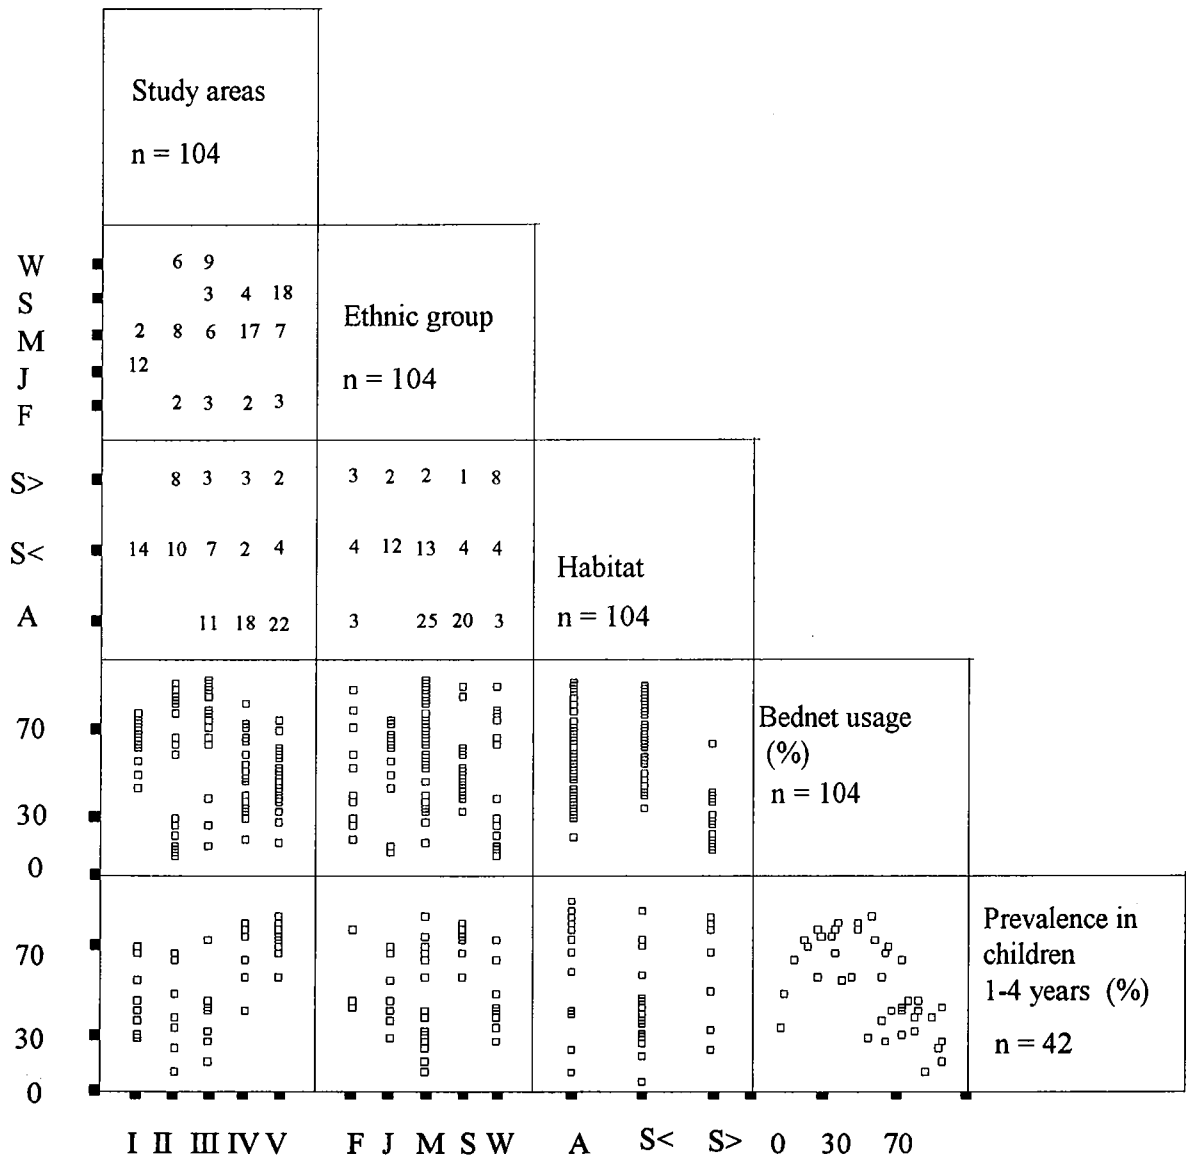 Study areas
n = 104
W 6 9
S 3 4 18
Ethnic group
M 2 8 6 17 7
J 12
n = 104
F 2 3 2 3
S> 8 3 3 2 3 2 2 1 8
S< 14 10 7 2 4 4 12 13 4 4
Habitat
A 11 18 22 3 25 20 3
n = 104
70
Bednet usage
(%)
n = 104
30
0
Prevalence in
70
children
1-4 years (%)
30
n = 42
0
I II III IV V F J M S W A S< S> 0 30 70